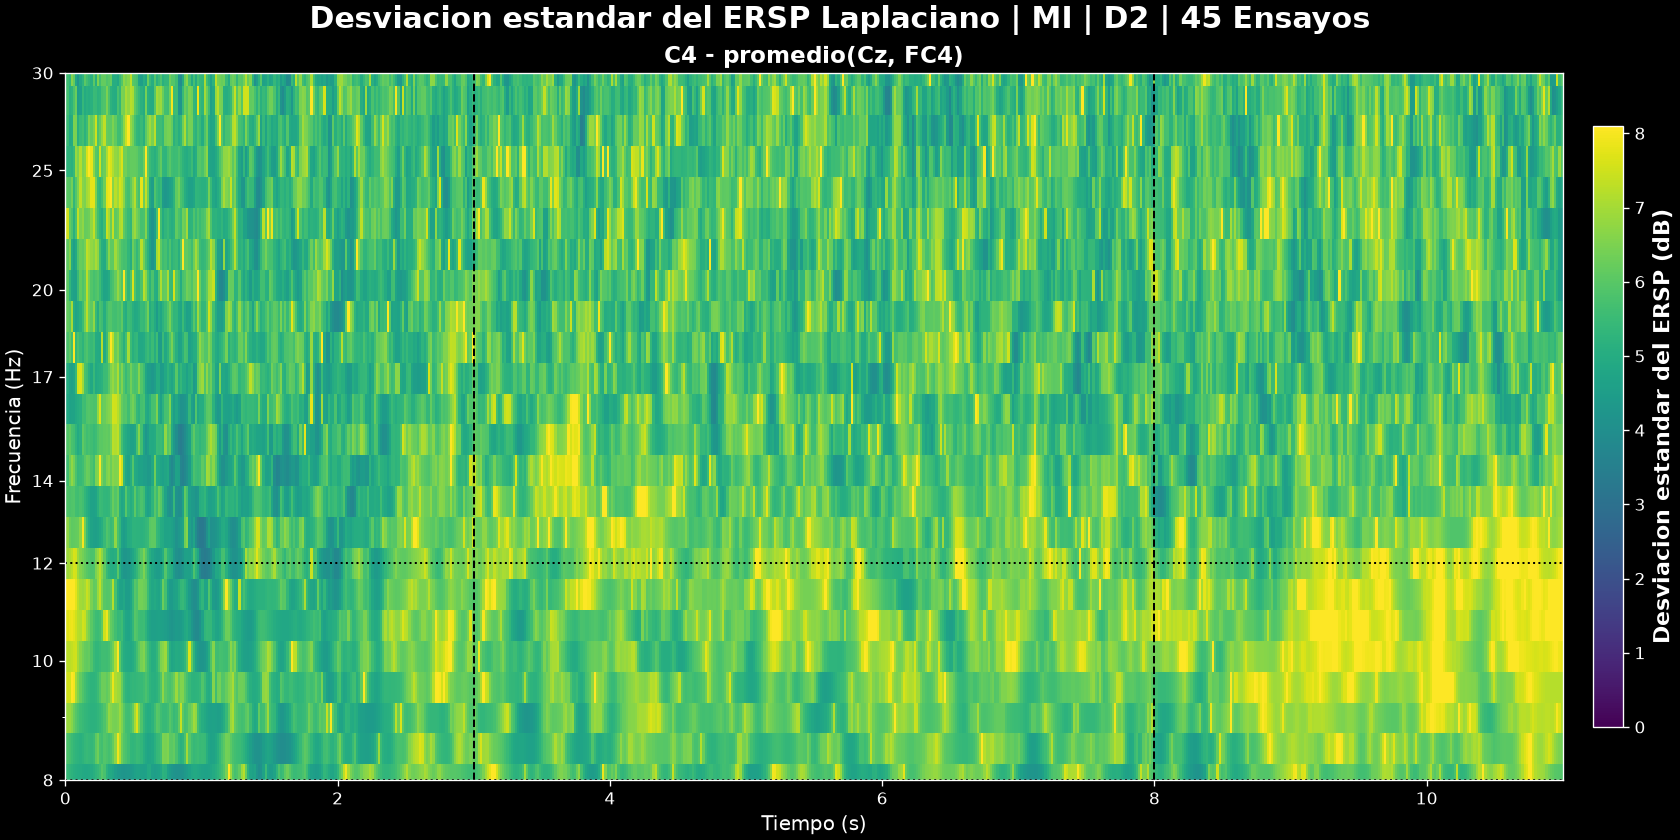 Desviacion estandar del ERSP Laplaciano | MI | D2 | 45 Ensayos
C4 - promedio(Cz, FC4)
Frecuencia (Hz)
30
25
20
17
14
12
10
8
0 2 4 6 8 10
Tiempo (s)
8
7
6
5
4
3
2
1
0
Desviacion estandar del ERSP (dB)